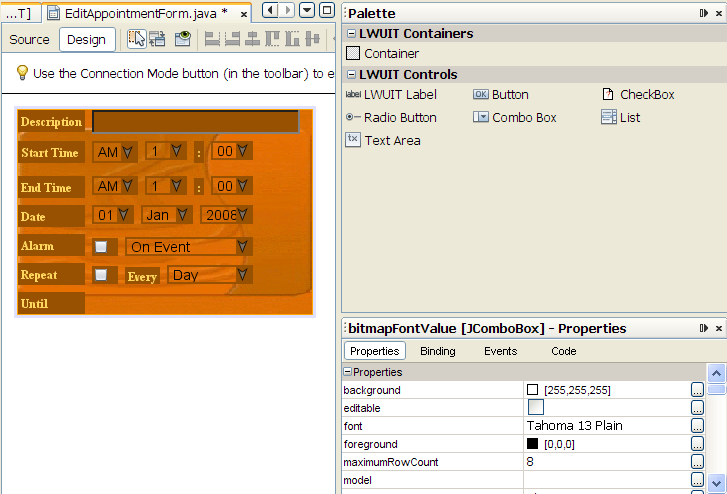 ...T] EditAppointmentForm.java *
Source Design
Use the Connection Mode button (in the toolbar) to e
Description
Start Time AM 1 : 00
End Time AM 1 : 00
Date 01 Jan 2008
Alarm On Event
Repeat Every Day
Until
Palette
LWUIT Containers
Container
LWUIT Controls
label LWUIT Label OK Button CheckBox
Radio Button Combo Box List
tx Text Area
bitmapFontValue [JComboBox] - Properties
Properties Binding Events Code
Properties
background [255,255,255] ...
editable ...
font Tahoma 13 Plain ...
foreground [0,0,0] ...
maximumRowCount 8 ...
model ...